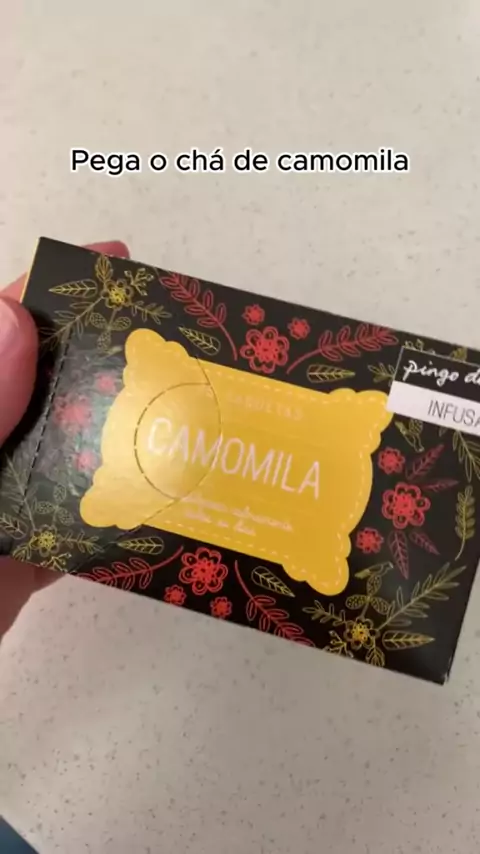 Pega o chá de camomila
pingo d
INFUSA
CAMOMILA